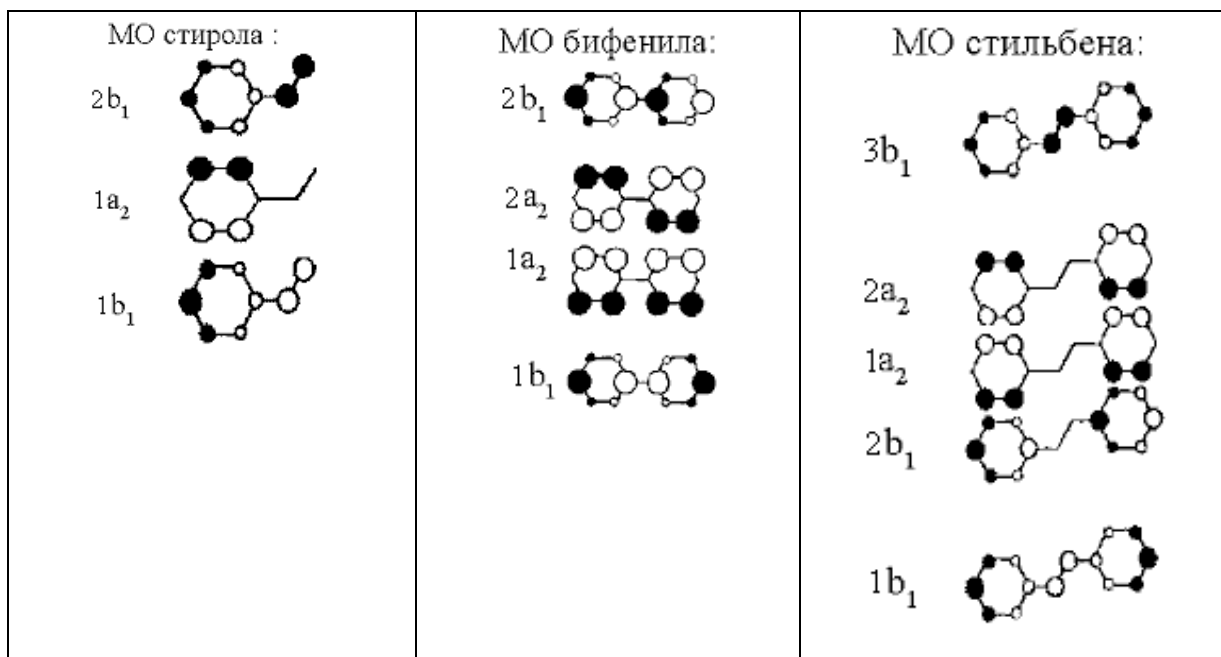 МО стирола :
2b₁
1a₂
1b₁
МО бифенила:
2b₁
2a₂
1a₂
1b₁
МО стильбена:
3b₁
2a₂
1a₂
2b₁
1b₁